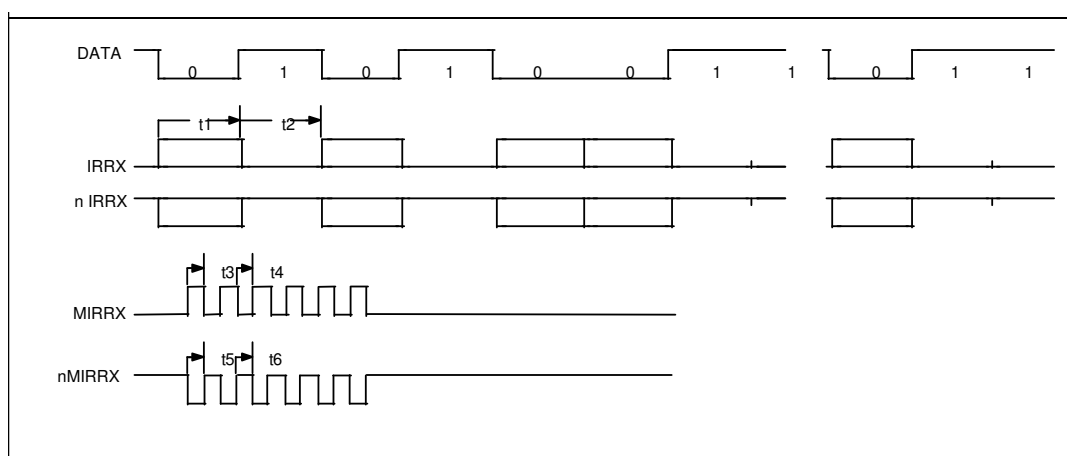 DATA
0 1 0 1 0 0 1 1 0 1 1
t1 t2
IRRX
n IRRX
t3 t4
MIRRX
t5 t6
nMIRRX